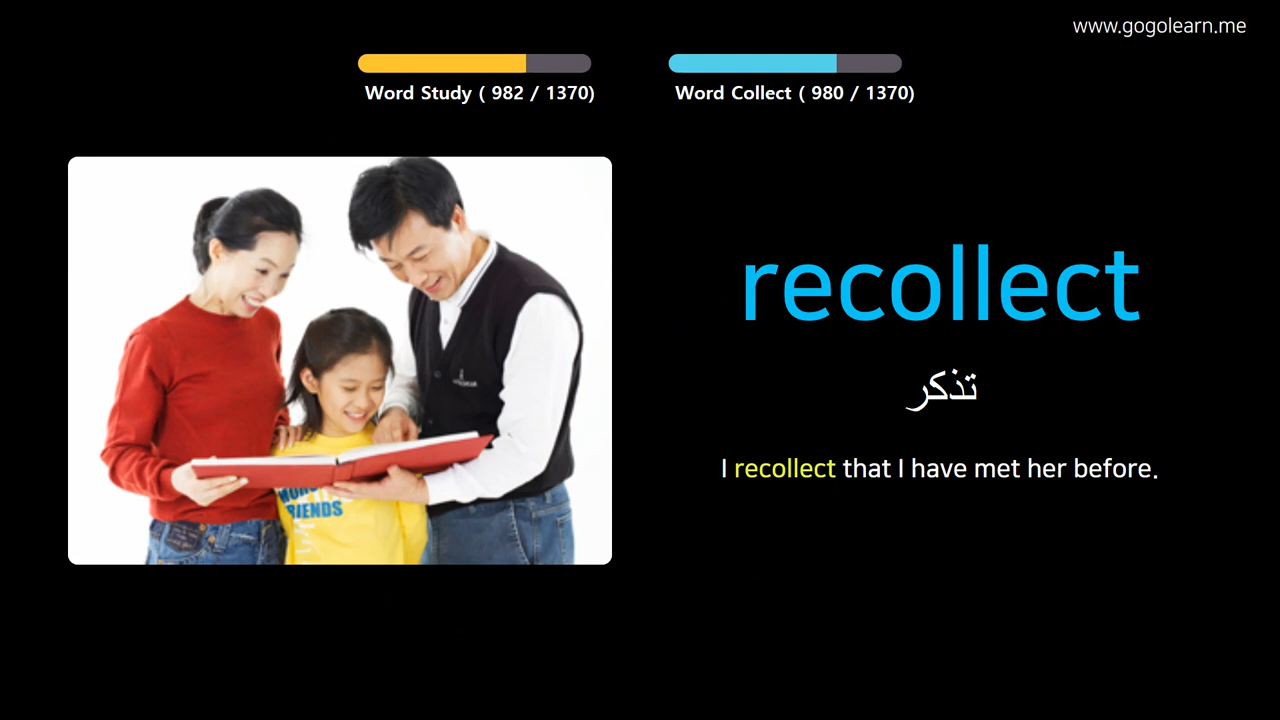 www.gogolearn.me
Word Study ( 982 / 1370)
Word Collect ( 980 / 1370)
recollect
تذكر
I recollect that I have met her before.
RIENDS